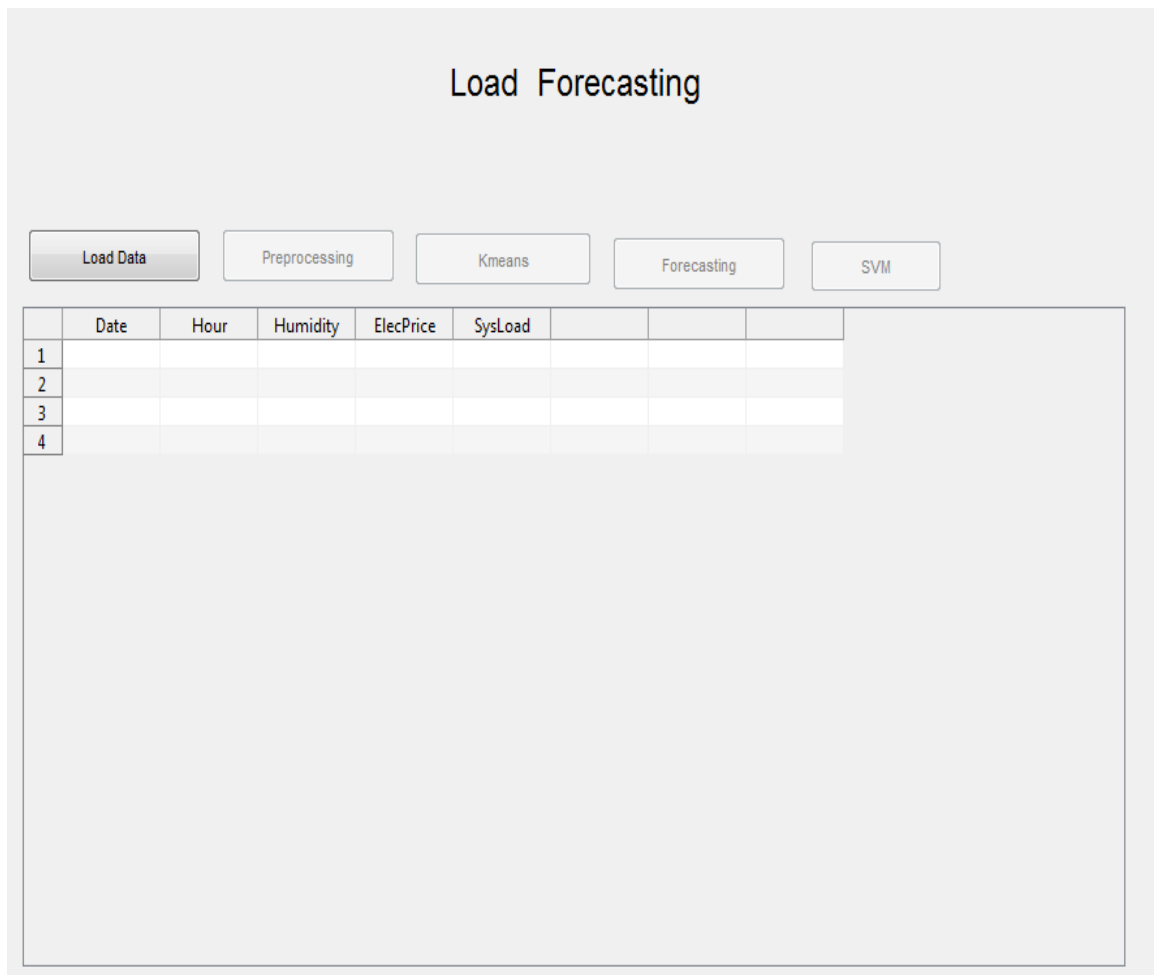 Load Forecasting
Load Data Preprocessing Kmeans Forecasting SVM
Date Hour Humidity ElecPrice SysLoad
1
2
3
4